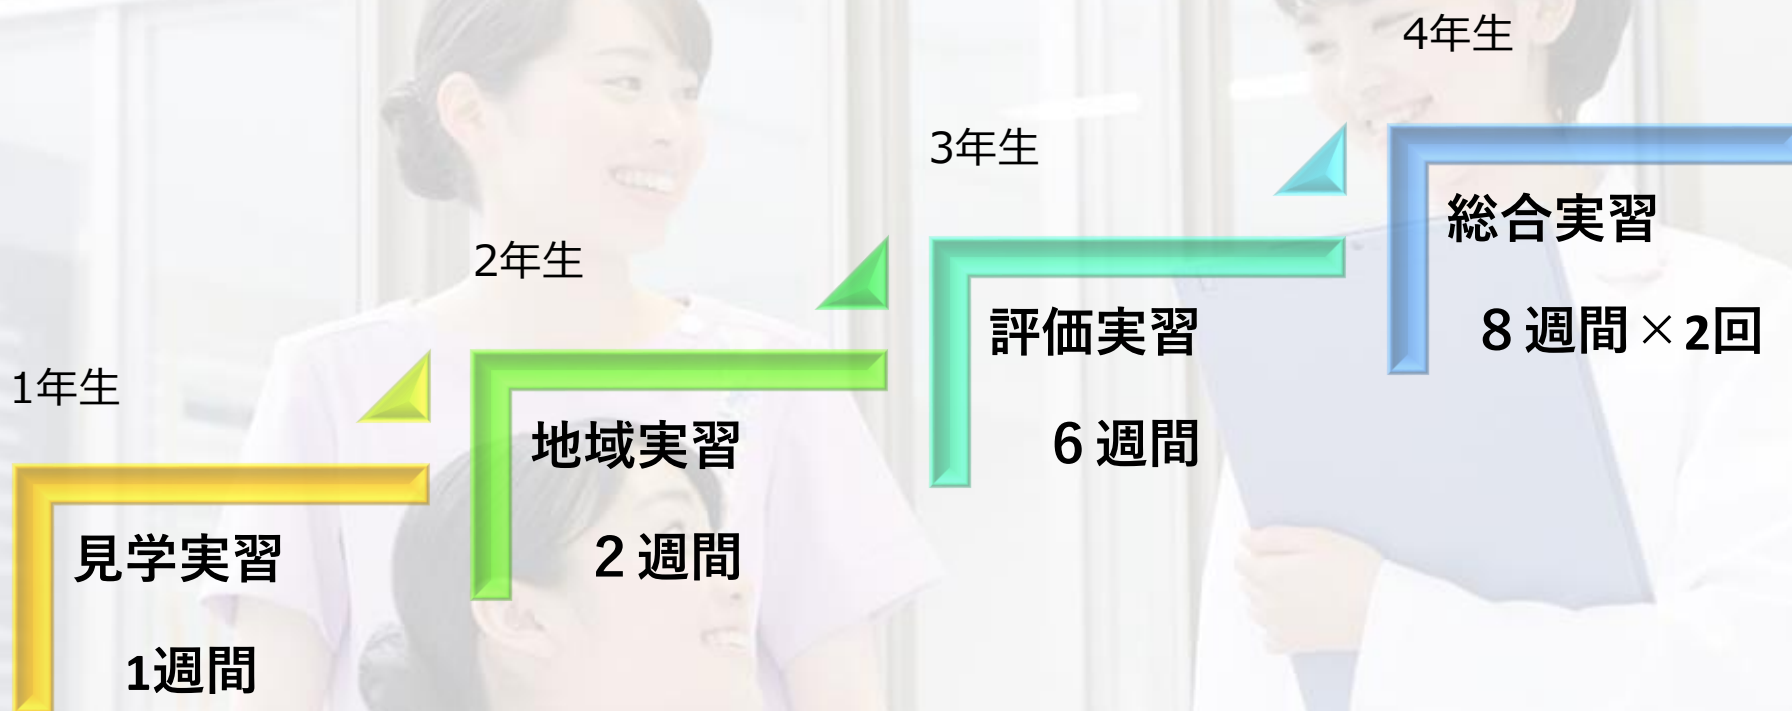 1年生
見学実習
1週間
2年生
地域実習
２週間
3年生
評価実習
６週間
4年生
総合実習
８週間×2回